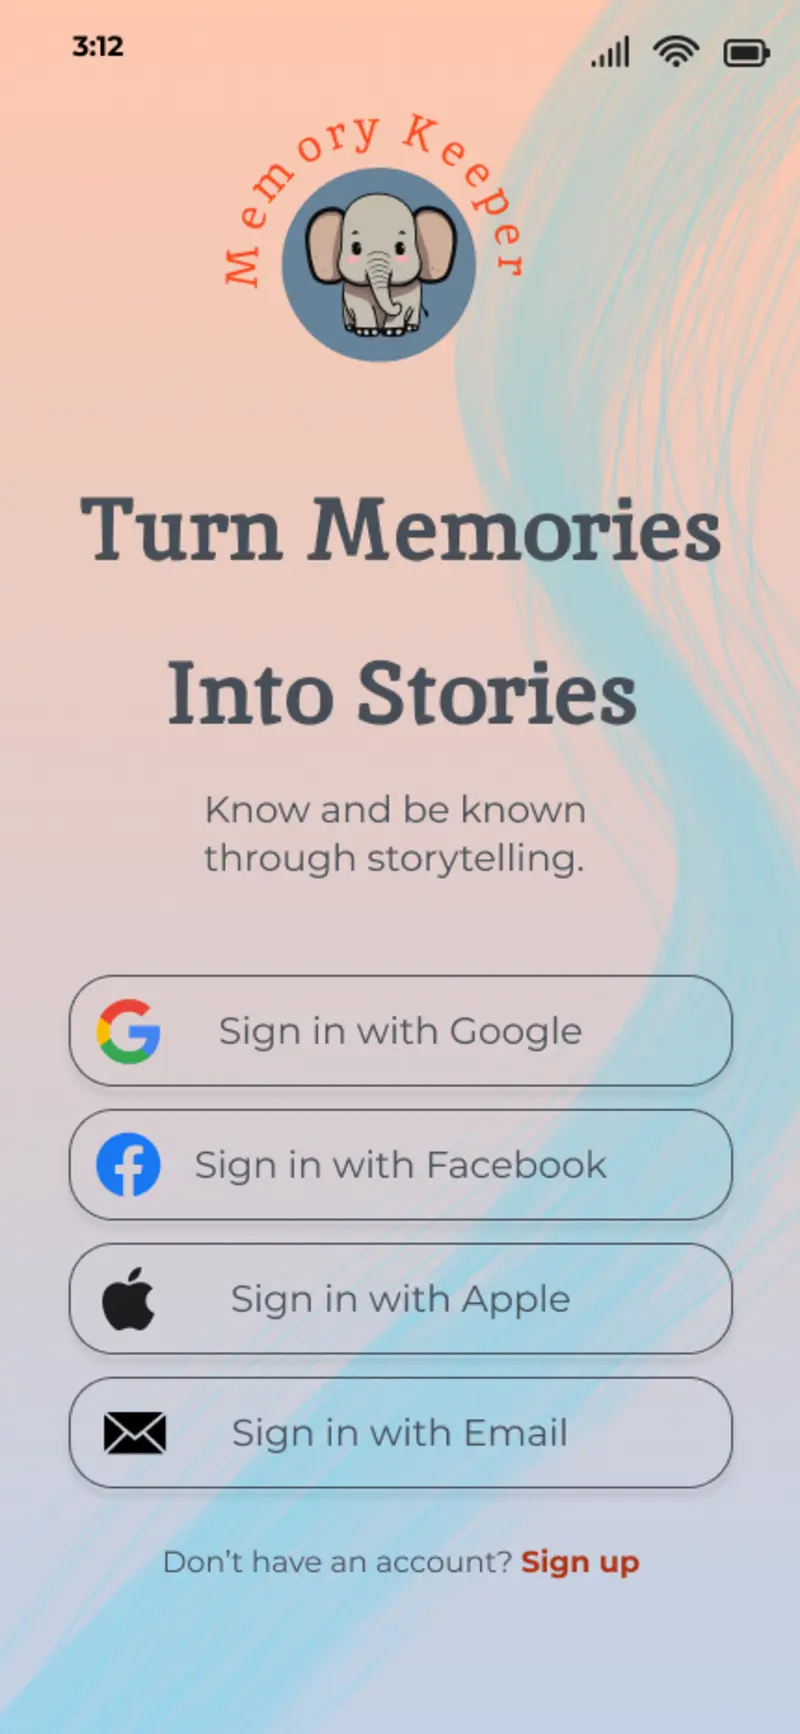 3:12
Memory Keeper
Turn Memories
Into Stories
Know and be known
through storytelling.
Sign in with Google
Sign in with Facebook
Sign in with Apple
Sign in with Email
Don't have an account? Sign up